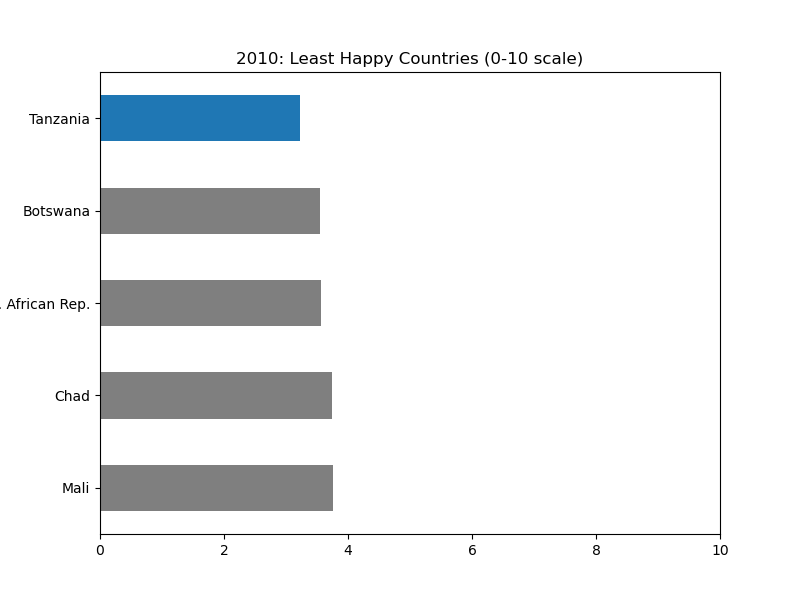 2010: Least Happy Countries (0-10 scale)
Tanzania
Botswana
. African Rep.
Chad
Mali
0 2 4 6 8 10